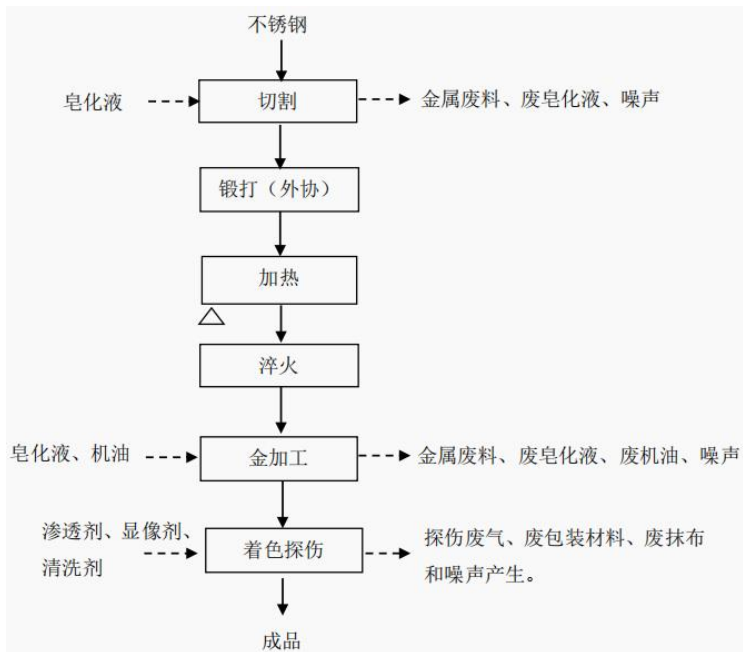 不锈钢
皂化液
切割
金属废料、废皂化液、噪声
锻打（外协）
加热
淬火
皂化液、机油
金加工
金属废料、废皂化液、废机油、噪声
渗透剂、显像剂、
清洗剂
着色探伤
探伤废气、废包装材料、废抹布
和噪声产生。
成品